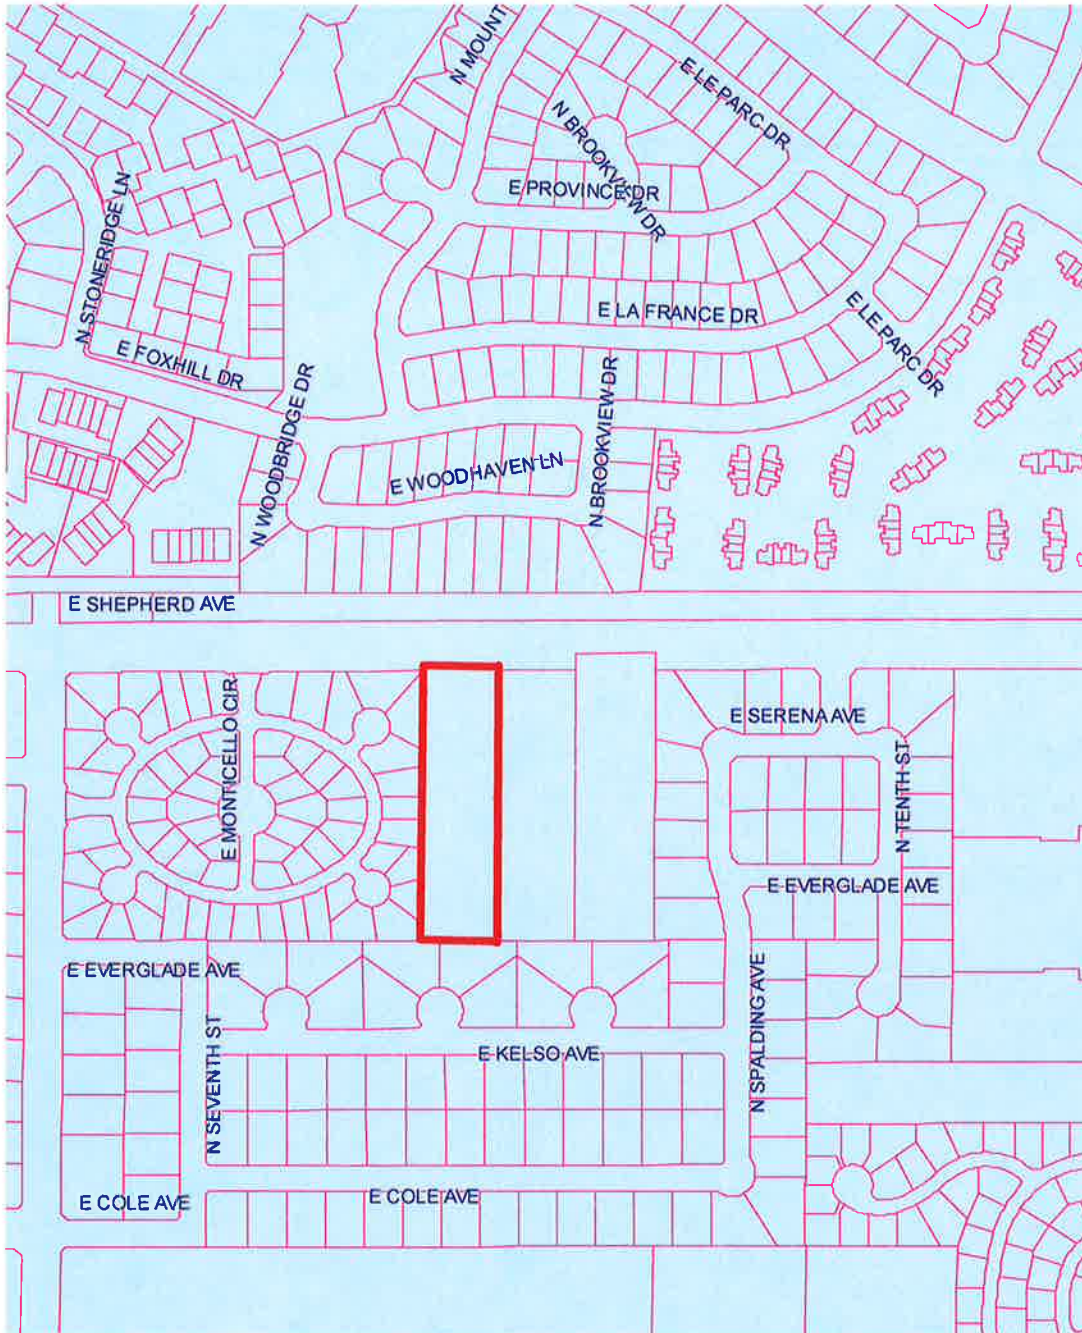 N MOUNT
E LE PARC DR
N BROOKVIEW DR
E PROVINCE DR
N STONERIDGE LN
E LA FRANCE DR
E LE PARC DR
E FOXHILL DR
N WOODBRIDGE DR
N BROOKVIEW DR
E WOODHAVEN LN
E SHEPHERD AVE
E MONTICELLO CIR
E SERENA AVE
N TENTH ST
E EVERGLADE AVE
E EVERGLADE AVE
N SPALDING AVE
N SEVENTH ST
E KELSO AVE
E COLE AVE
E COLE AVE